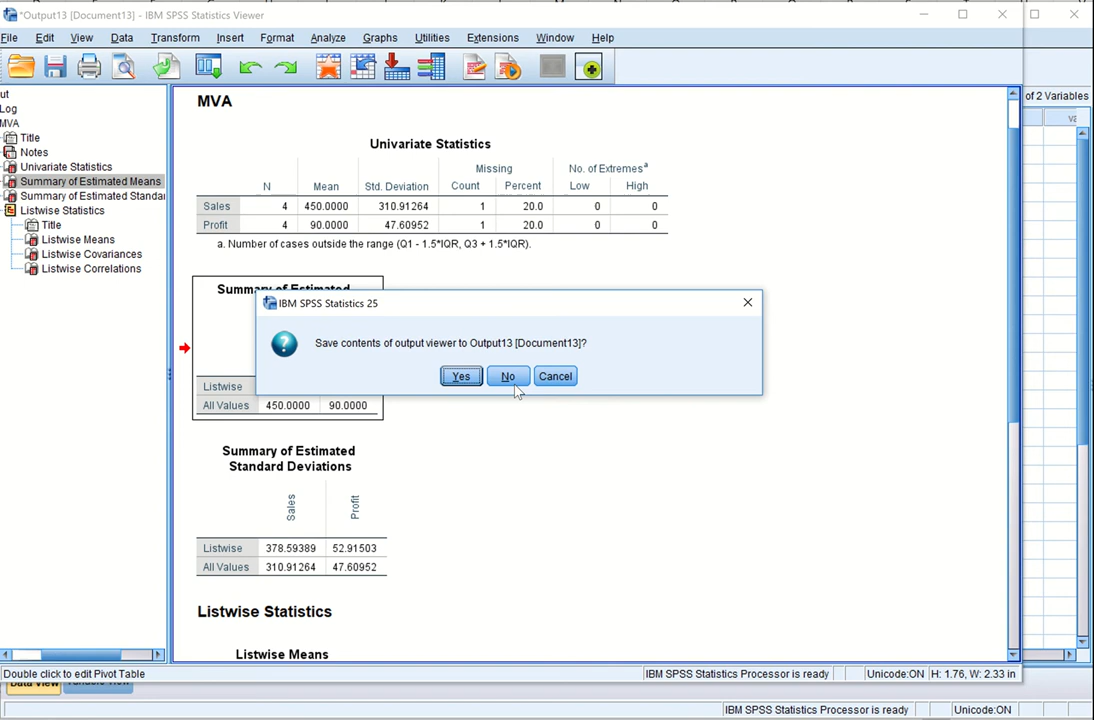 *Output13 [Document13] - IBM SPSS Statistics Viewer
File Edit View Data Transform Insert Format Analyze Graphs Utilities Extensions Window Help
ut
Log
MVA
Title
Notes
Univariate Statistics
Summary of Estimated Means
Summary of Estimated Standar
Listwise Statistics
Title
Listwise Means
Listwise Covariances
Listwise Correlations
MVA
Univariate Statistics
Missing No. of Extremesa
N Mean Std. Deviation Count Percent Low High
Sales 4 450.0000 310.91264 1 20.0 0 0
Profit 4 90.0000 47.60952 1 20.0 0 0
a. Number of cases outside the range (Q1 - 1.5*IQR, Q3 + 1.5*IQR).
Summary of Estimated
IBM SPSS Statistics 25
Save contents of output viewer to Output13 [Document13]?
Yes No Cancel
Listwise
All Values 450.0000 90.0000
Summary of Estimated
Standard Deviations
Sales Profit
Listwise 378.59389 52.91503
All Values 310.91264 47.60952
Listwise Statistics
Listwise Means
of 2 Variables
va
Double click to edit Pivot Table
IBM SPSS Statistics Processor is ready Unicode:ON H: 1.76, W: 2.33 in
Data View
IBM SPSS Statistics Processor is ready Unicode:ON